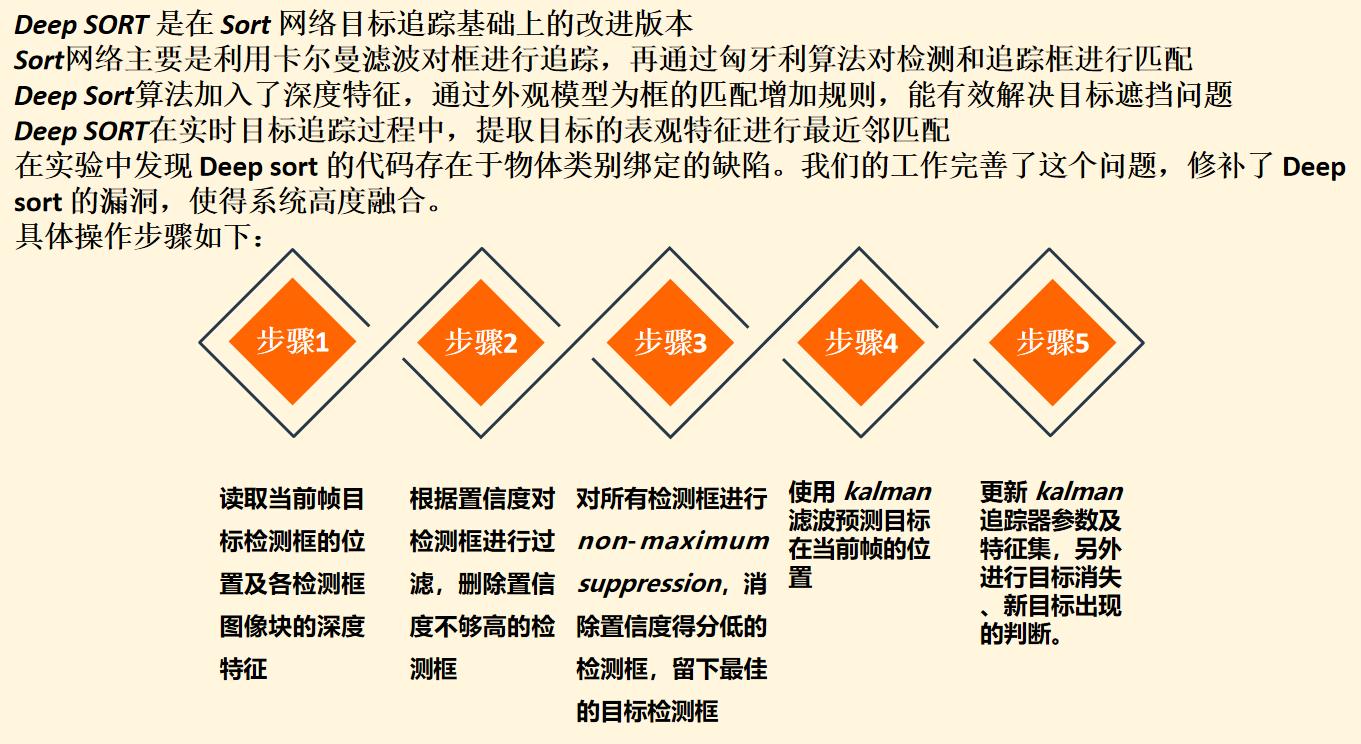 Deep SORT 是在 Sort 网络目标追踪基础上的改进版本
Sort网络主要是利用卡尔曼滤波对框进行追踪，再通过匈牙利算法对检测和追踪框进行匹配
Deep Sort算法加入了深度特征，通过外观模型为框的匹配增加规则，能有效解决目标遮挡问题
Deep SORT在实时目标追踪过程中，提取目标的表观特征进行最近邻匹配
在实验中发现 Deep sort 的代码存在于物体类别绑定的缺陷。我们的工作完善了这个问题，修补了 Deep
sort 的漏洞，使得系统高度融合。
具体操作步骤如下：
步骤1
步骤2
步骤3
步骤4
步骤5
读取当前帧目
标检测框的位
置及各检测框
图像块的深度
特征
根据置信度对
检测框进行过
滤，删除置信
度不够高的检
测框
对所有检测框进行
non-maximum
suppression，消
除置信度得分低的
检测框，留下最佳
的目标检测框
使用 kalman
滤波预测目标
在当前帧的位
置
更新 kalman
追踪器参数及
特征集，另外
进行目标消失
、新目标出现
的判断。